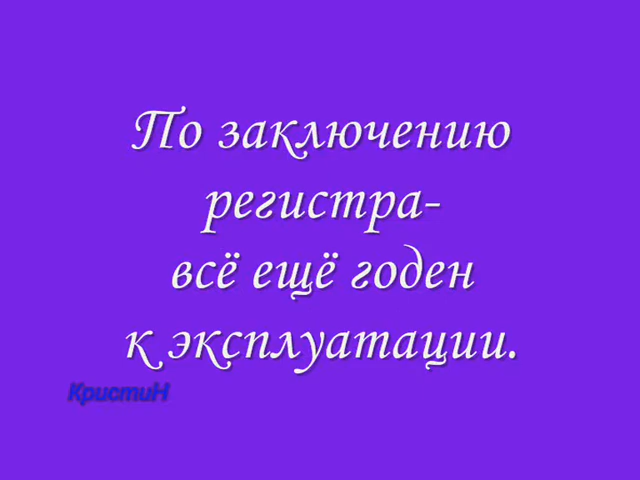 По заключению
регистра-
всё ещё годен
к эксплуатации.
КристиН